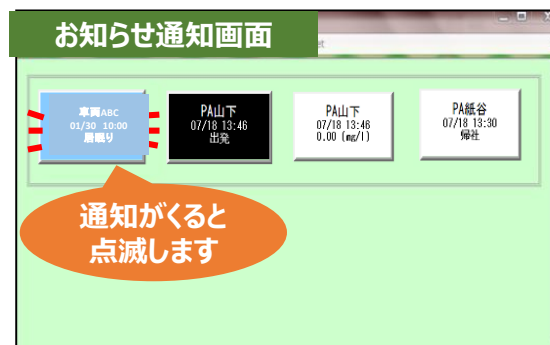 お知らせ通知画面
et
車両ABC
01/30 10:00
居眠り
PA山下
07/18 13:46
出発
PA山下
07/18 13:46
0.00 (mg/l)
PA紙谷
07/18 13:30
帰社
通知がくると
点滅します